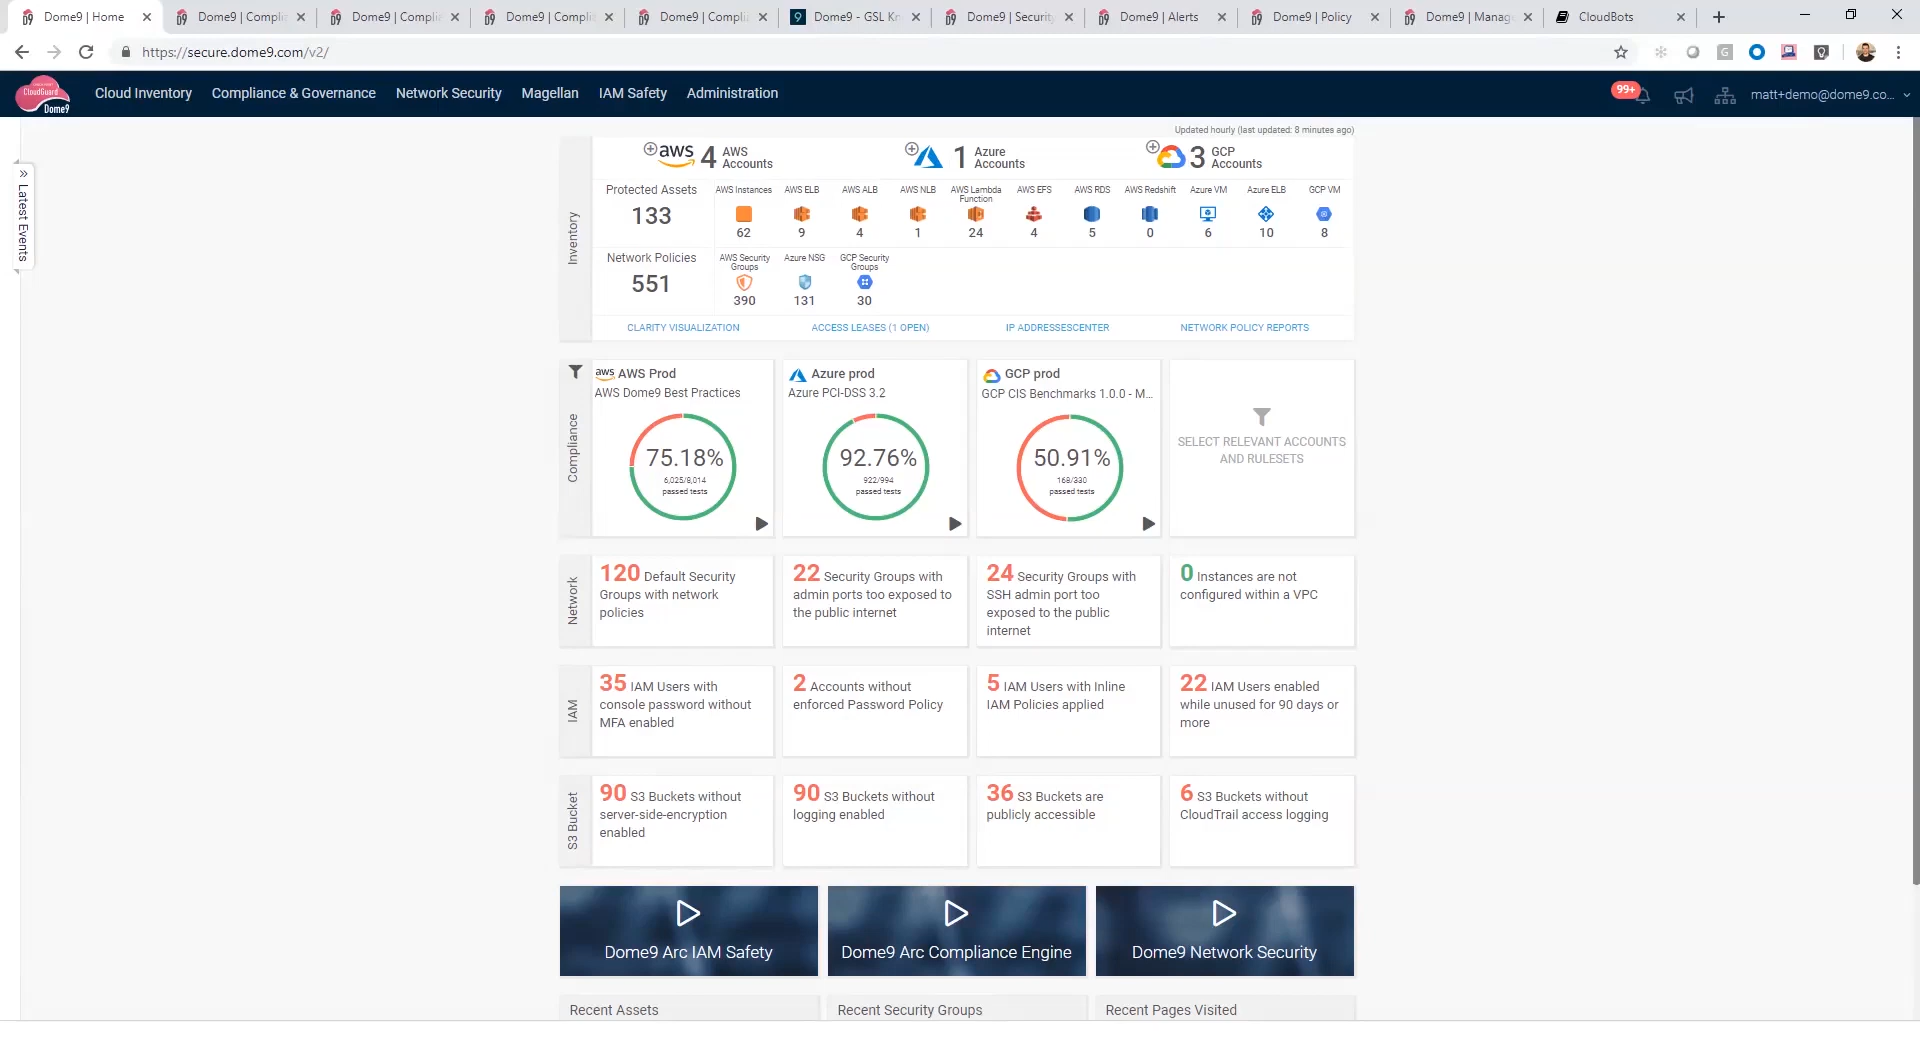 Dome9 | Home
Dome9 | Compli
Dome9 | Compli
Dome9 | Compli
Dome9 | Compli
Dome9 - GSL Kn
Dome9 | Security
Dome9 | Alerts
Dome9 | Policy
Dome9 | Manag
CloudBots
https://secure.dome9.com/v2/
CloudGuard
Dome9
Cloud Inventory
Compliance & Governance
Network Security
Magellan
IAM Safety
Administration
99+
matt+demo@dome9.co...
Latest Events
Updated hourly (last updated: 8 minutes ago)
Inventory
aws 4 AWS Accounts
1 Azure Accounts
3 GCP Accounts
Protected Assets
133
AWS Instances
62
AWS ELB
9
AWS ALB
4
AWS NLB
1
AWS Lambda
Function
24
AWS EFS
4
AWS RDS
5
AWS Redshift
0
Azure VM
6
Azure ELB
10
GCP VM
8
Network Policies
551
AWS Security
Groups
390
Azure NSG
131
GCP Security
Groups
30
CLARITY VISUALIZATION
ACCESS LEASES (1 OPEN)
IP ADDRESSESCENTER
NETWORK POLICY REPORTS
Compliance
aws AWS Prod
AWS Dome9 Best Practices
75.18%
6,025/8,014
passed tests
Azure prod
Azure PCI-DSS 3.2
92.76%
922/994
passed tests
GCP prod
GCP CIS Benchmarks 1.0.0 - M...
50.91%
168/330
passed tests
SELECT RELEVANT ACCOUNTS
AND RULESETS
Network
120 Default Security
Groups with network
policies
22 Security Groups with
admin ports too exposed to
the public internet
24 Security Groups with
SSH admin port too
exposed to the public
internet
0 Instances are not
configured within a VPC
IAM
35 IAM Users with
console password without
MFA enabled
2 Accounts without
enforced Password Policy
5 IAM Users with Inline
IAM Policies applied
22 IAM Users enabled
while unused for 90 days or
more
S3 Bucket
90 S3 Buckets without
server-side-encryption
enabled
90 S3 Buckets without
logging enabled
36 S3 Buckets are
publicly accessible
6 S3 Buckets without
CloudTrail access logging
Dome9 Arc IAM Safety
Dome9 Arc Compliance Engine
Dome9 Network Security
Recent Assets
Recent Security Groups
Recent Pages Visited